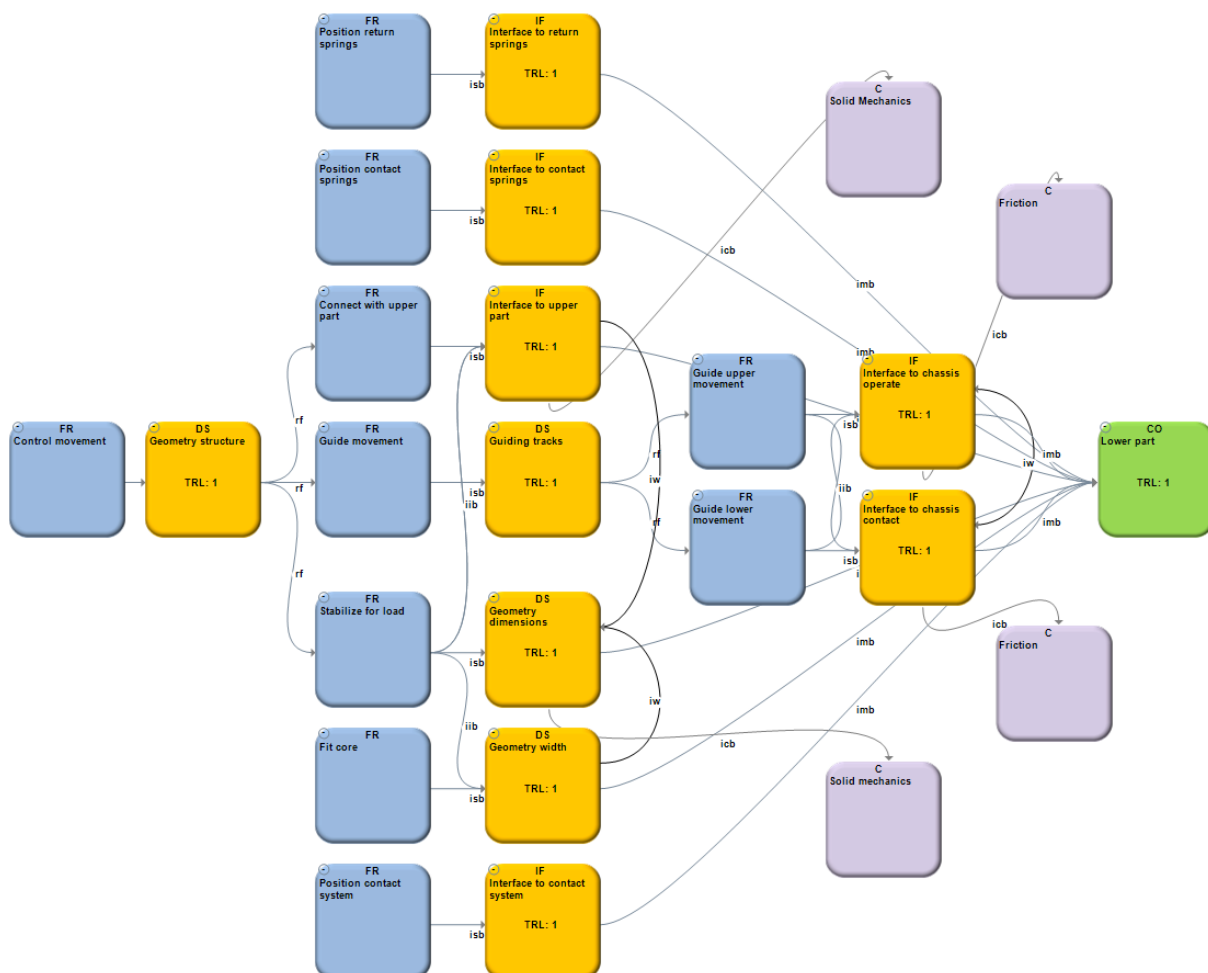 FR
Position return
springs
isb
IF
Interface to return
springs
TRL: 1
C
Solid Mechanics
FR
Position contact
springs
isb
IF
Interface to contact
springs
TRL: 1
C
Friction
icb
icb
imb
imb
FR
Connect with upper
part
isb
IF
Interface to upper
part
TRL: 1
FR
Guide upper
movement
isb
IF
Interface to chassis
operate
TRL: 1
FR
Control movement
DS
Geometry structure
TRL: 1
rf
rf
rf
FR
Guide movement
isb
iib
DS
Guiding tracks
TRL: 1
rf
iw
rf
iib
imb
iw
imb
CO
Lower part
TRL: 1
FR
Guide lower
movement
isb
IF
Interface to chassis
contact
TRL: 1
FR
Stabilize for load
isb
iib
DS
Geometry
dimensions
TRL: 1
iw
imb
icb
C
Friction
FR
Fit core
isb
DS
Geometry width
TRL: 1
icb
imb
C
Solid mechanics
FR
Position contact
system
isb
IF
Interface to contact
system
TRL: 1